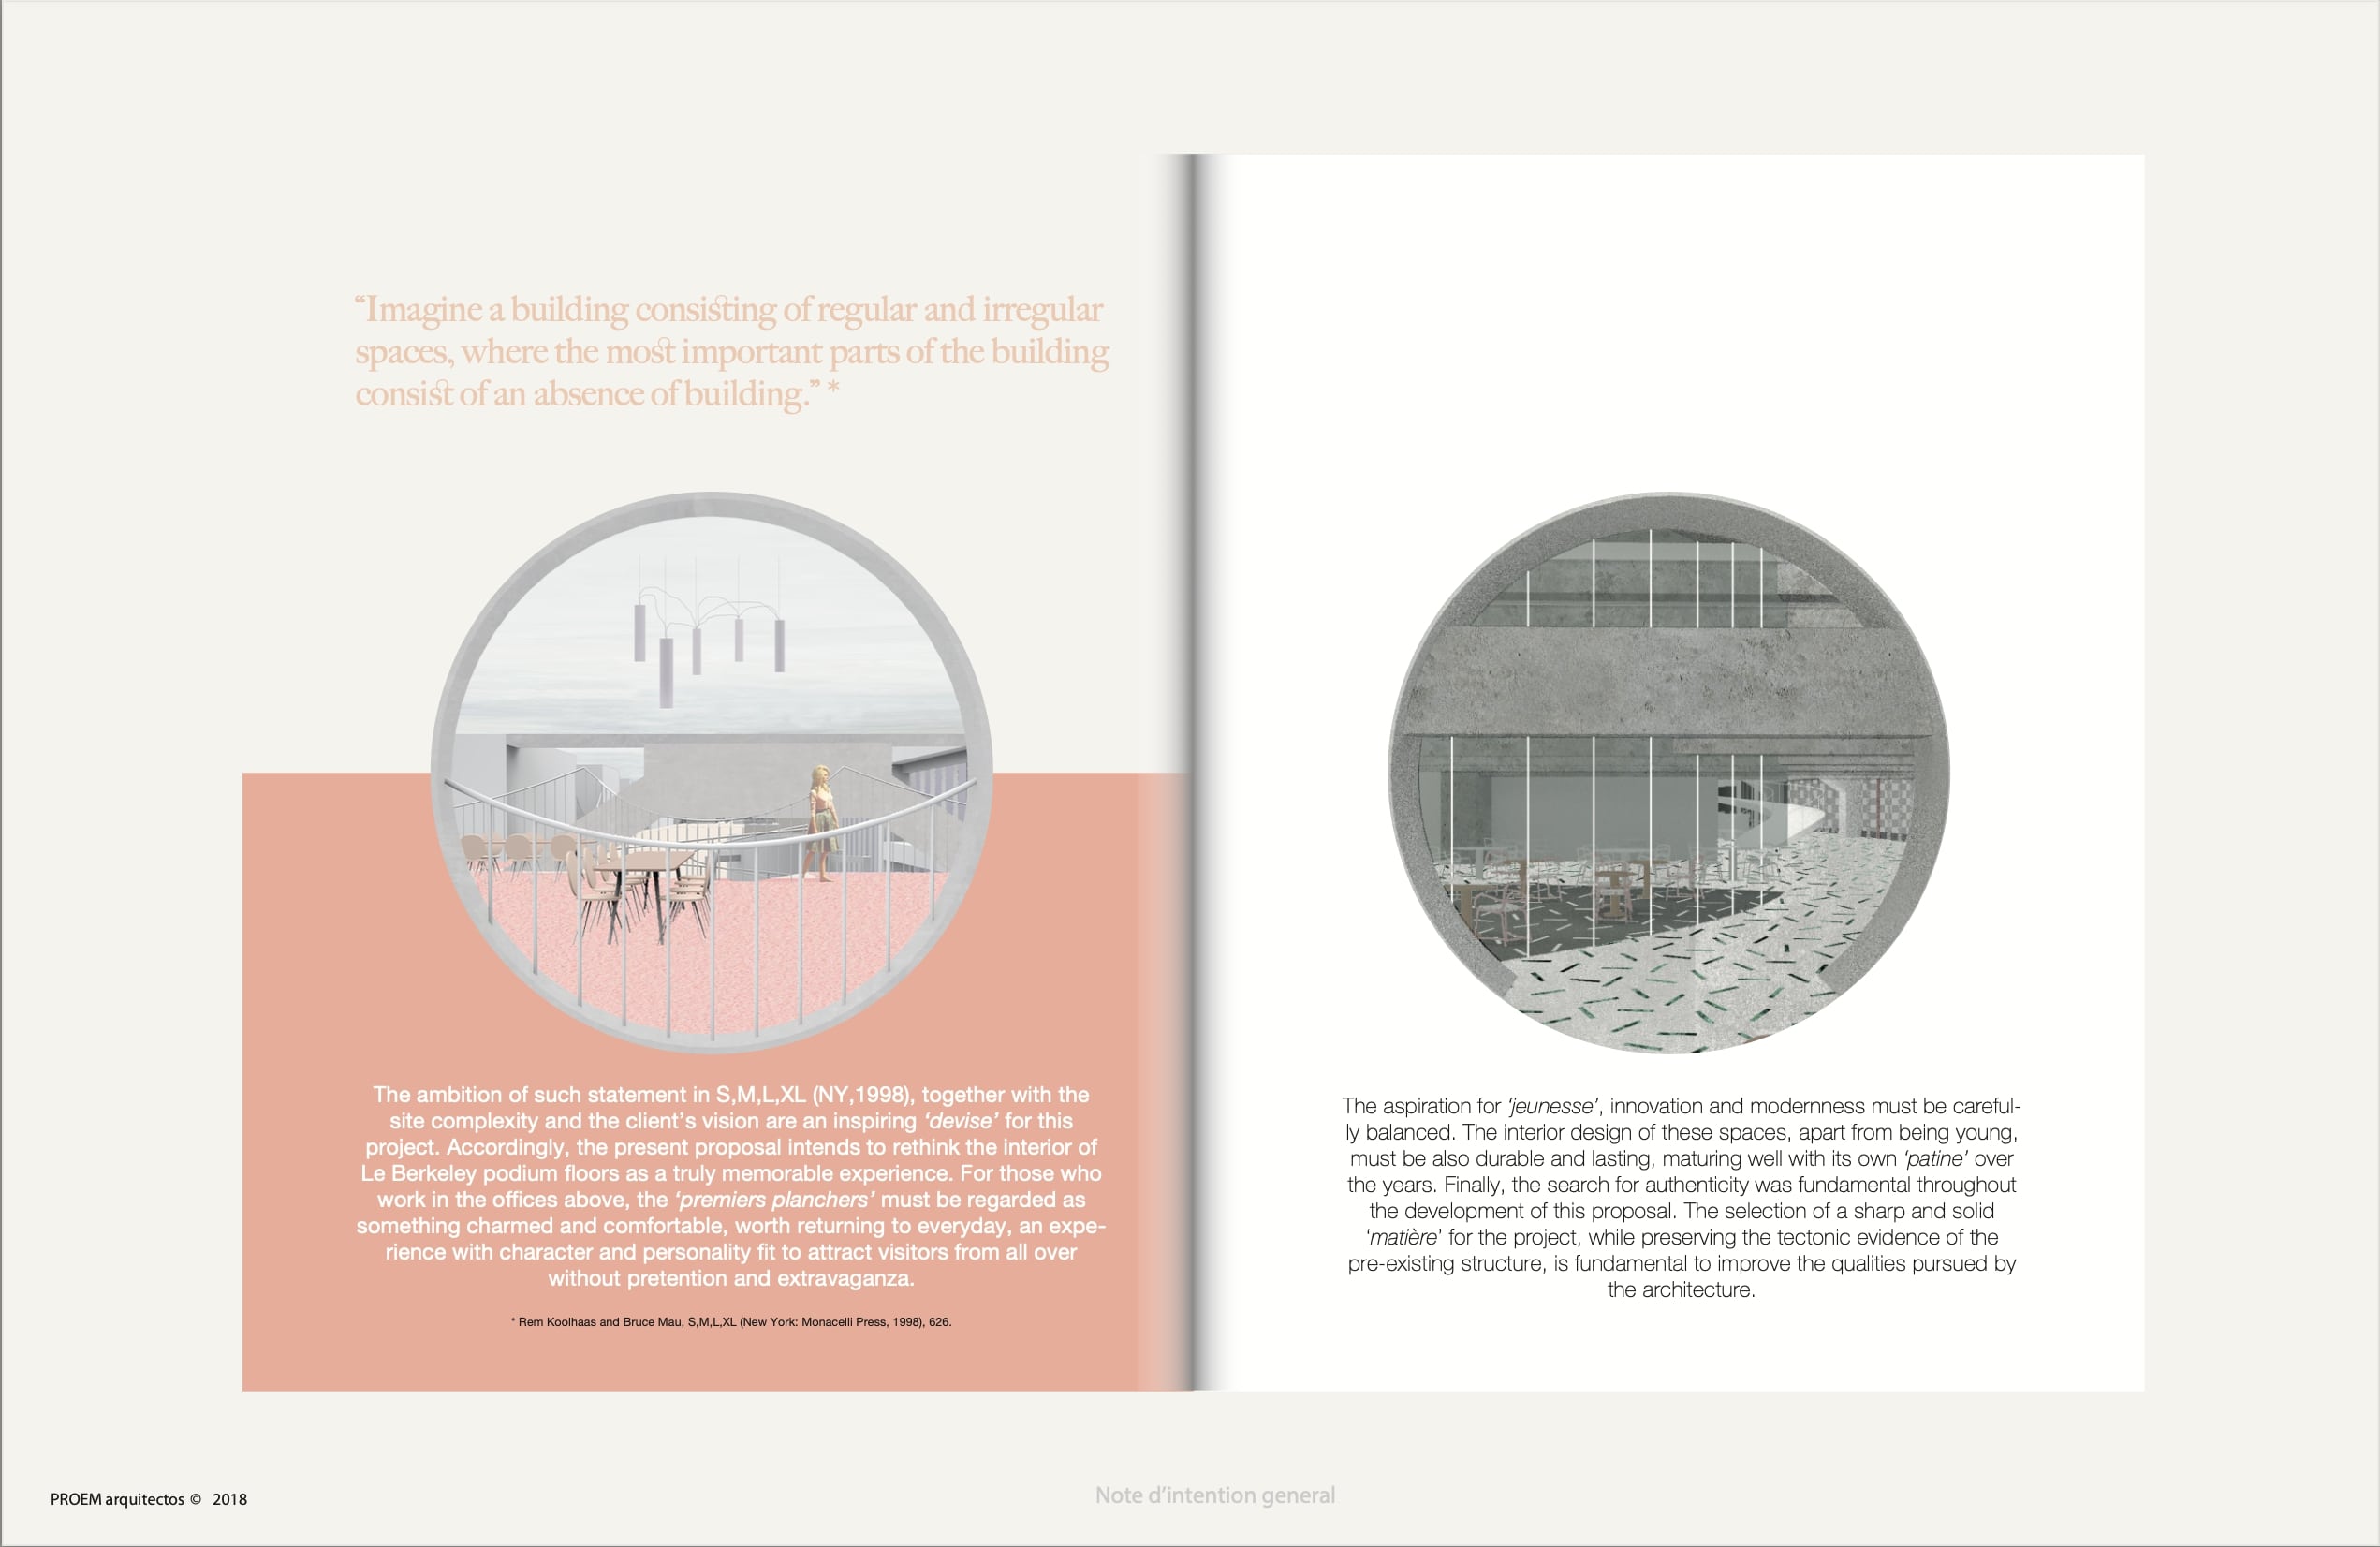 “Imagine a building consisting of regular and irregular
spaces, where the most important parts of the building
consist of an absence of building.” *
The ambition of such statement in S,M,L,XL (NY,1998), together with the
site complexity and the client’s vision are an inspiring ‘devise’ for this
project. Accordingly, the present proposal intends to rethink the interior of
Le Berkeley podium floors as a truly memorable experience. For those who
work in the offices above, the ‘premiers planchers’ must be regarded as
something charmed and comfortable, worth returning to everyday, an expe-
rience with character and personality fit to attract visitors from all over
without pretention and extravaganza.
* Rem Koolhaas and Bruce Mau, S,M,L,XL (New York: Monacelli Press, 1998), 626.
The aspiration for ‘jeunesse’, innovation and modernness must be careful-
ly balanced. The interior design of these spaces, apart from being young,
must be also durable and lasting, maturing well with its own ‘patine’ over
the years. Finally, the search for authenticity was fundamental throughout
the development of this proposal. The selection of a sharp and solid
‘matière’ for the project, while preserving the tectonic evidence of the
pre-existing structure, is fundamental to improve the qualities pursued by
the architecture.
PROEM arquitectos © 2018
Note d’intention general